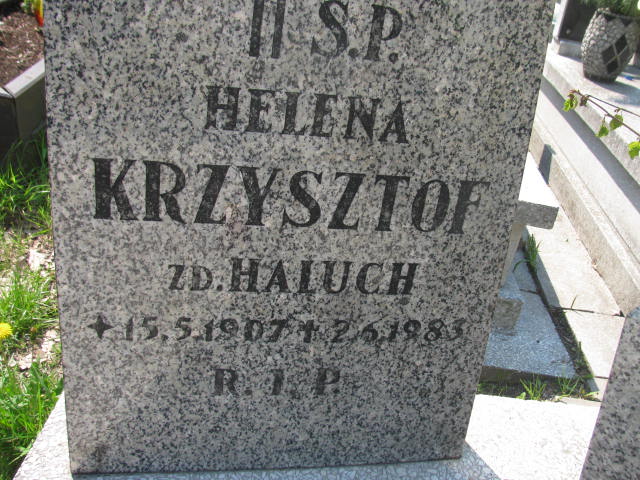 Ś.P.
HELENA
KRZYSZTOF
ZD. HAŁUCH
15.5.1907 + 2.6.1983
R.I.P